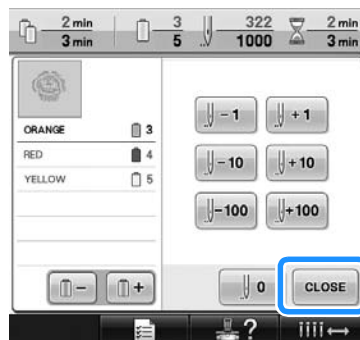 2 min 3 322 2 min
3 min 5 1000 3 min
-1 +1
ORANGE 3
RED 4
-10 +10
YELLOW 5
-100 +100
- + 0 CLOSE
?